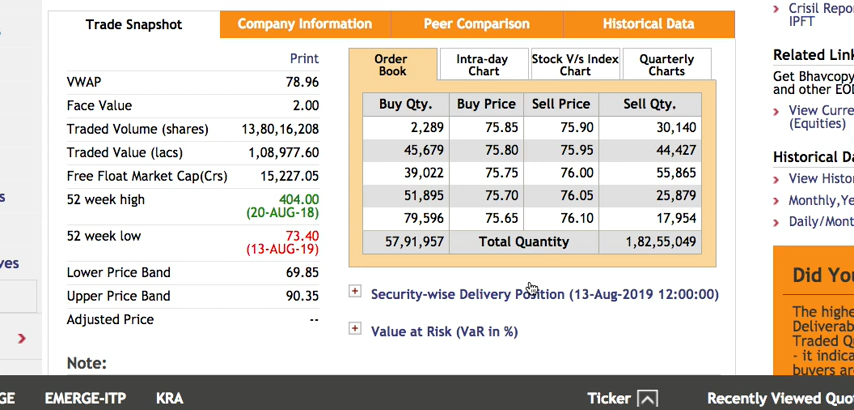 Trade Snapshot
Company Information
Peer Comparison
Historical Data
Print
VWAP 78.96
Face Value 2.00
Traded Volume (shares) 13,80,16,208
Traded Value (lacs) 1,08,977.60
Free Float Market Cap(Crs) 15,227.05
52 week high 404.00
(20-AUG-18)
52 week low 73.40
(13-AUG-19)
Lower Price Band 69.85
Upper Price Band 90.35
Adjusted Price --
Note:
Order
Book
Intra-day
Chart
Stock V/s Index
Chart
Quarterly
Charts
Buy Qty. Buy Price Sell Price Sell Qty.
2,289 75.85 75.90 30,140
45,679 75.80 75.95 44,427
39,022 75.75 76.00 55,865
51,895 75.70 76.05 25,879
79,596 75.65 76.10 17,954
57,91,957 Total Quantity 1,82,55,049
+ Security-wise Delivery Position (13-Aug-2019 12:00:00)
+ Value at Risk (VaR in %)
Crisil Repo
IPFT
Related Link
Get Bhavcopy
and other EOD
View Curre
(Equities)
Historical Da
View Histo
Monthly,Ye
Daily/Mont
Did You
The highe
Deliverab
Traded Q
- it indica
buyers ar
s
ves
GE
EMERGE-ITP
KRA
Ticker
Recently Viewed Quo